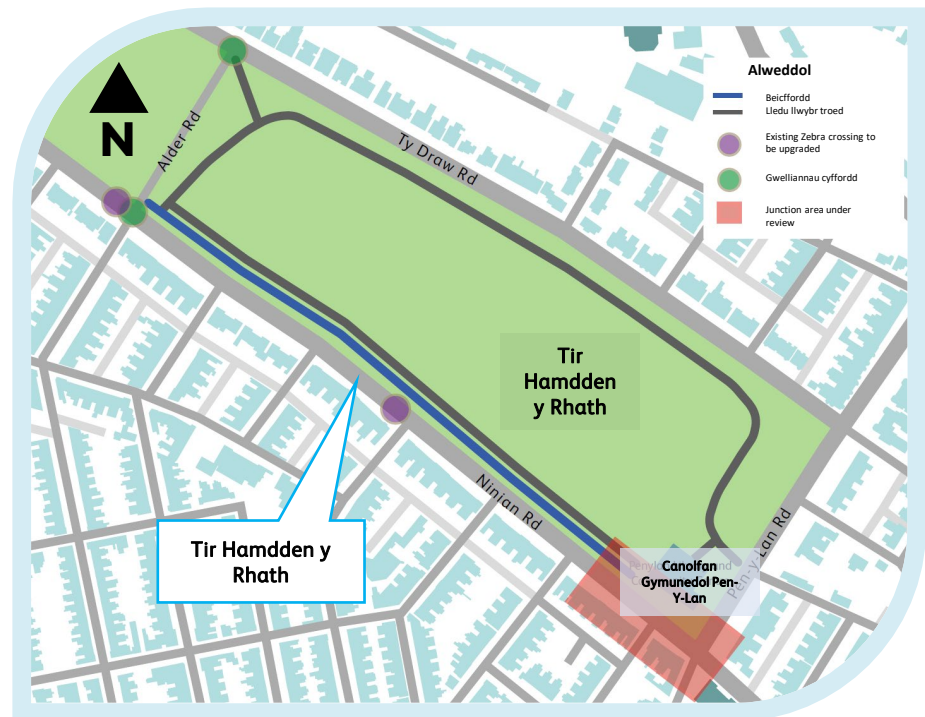 Alweddol
Beicffordd
Lledu llwybr troed
Existing Zebra crossing to
be upgraded
Gwelliannau cyffordd
Junction area under
review
N
Alder Rd
Ty Draw Rd
Tir
Hamdden
y Rhath
Ninian Rd
Pen-y-Lan Rd
Tir Hamdden y
Rhath
Canolfan
Gymunedol Pen-
Y-Lan